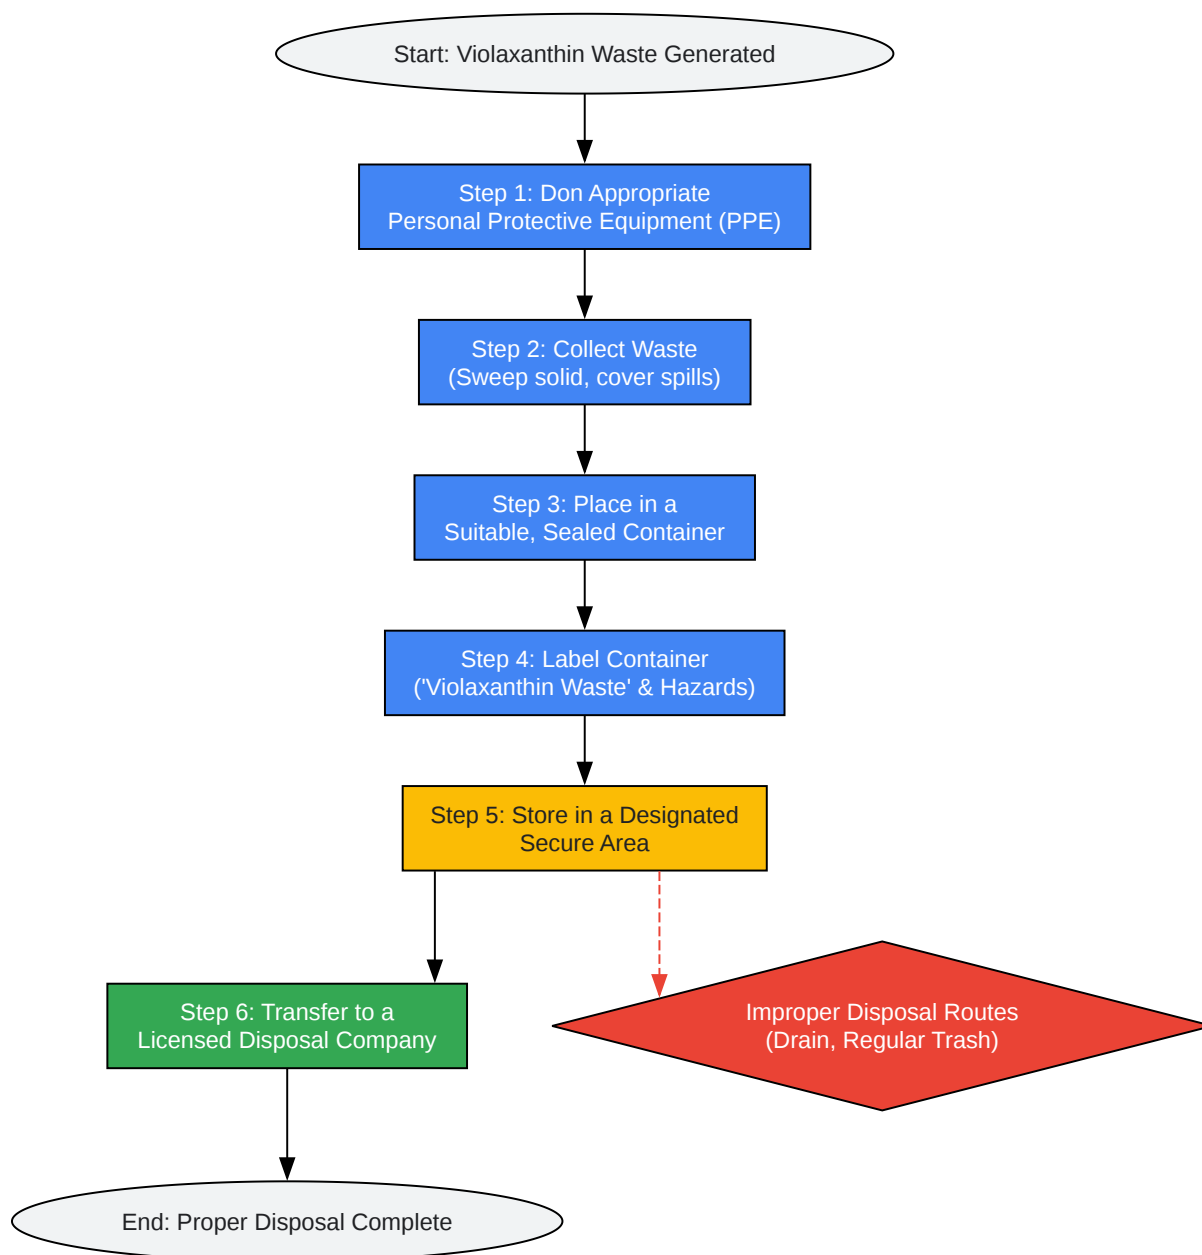 Start: Violaxanthin Waste Generated
Step 1: Don Appropriate
Personal Protective Equipment (PPE)
Step 2: Collect Waste
(Sweep solid, cover spills)
Step 3: Place in a
Suitable, Sealed Container
Step 4: Label Container
('Violaxanthin Waste' & Hazards)
Step 5: Store in a Designated
Secure Area
Step 6: Transfer to a
Licensed Disposal Company
Improper Disposal Routes
(Drain, Regular Trash)
End: Proper Disposal Complete